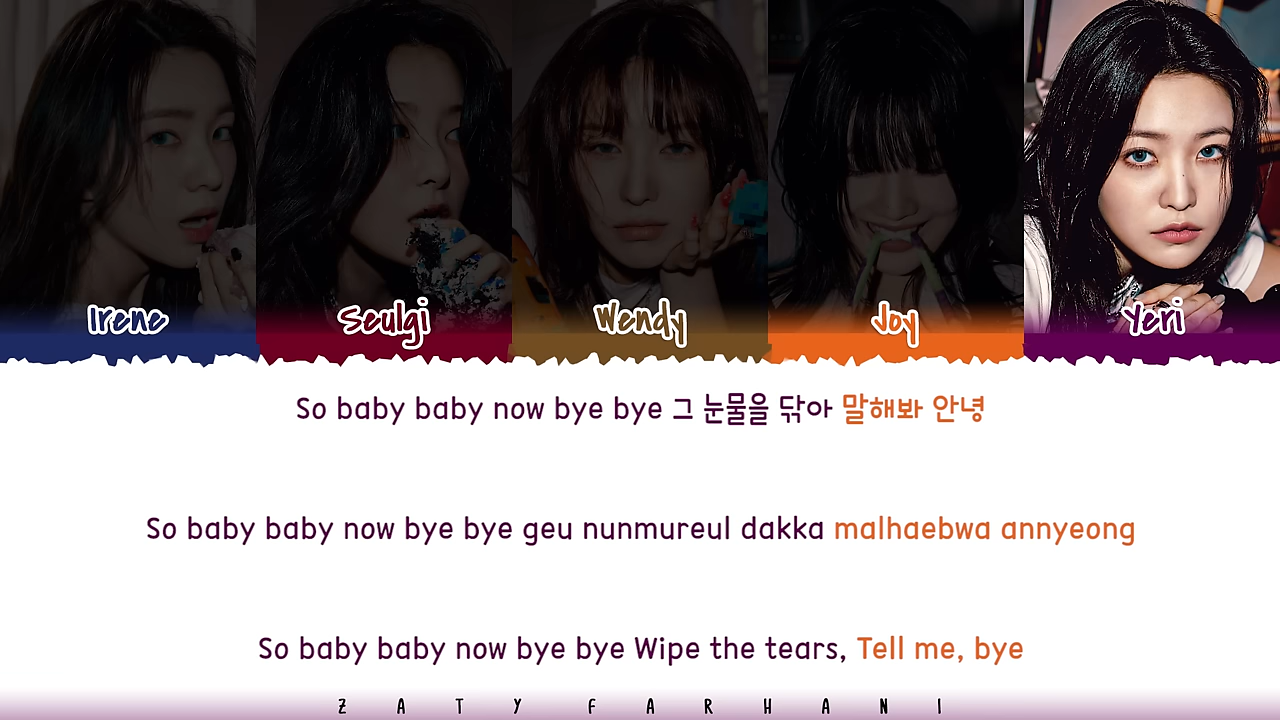 Irene Seulgi Wendy Joy Yeri
So baby baby now bye bye 그 눈물을 닦아 말해봐 안녕
So baby baby now bye bye geu nunmureul dakka malhaebwa annyeong
So baby baby now bye bye Wipe the tears, Tell me, bye
ZATY FARHANI